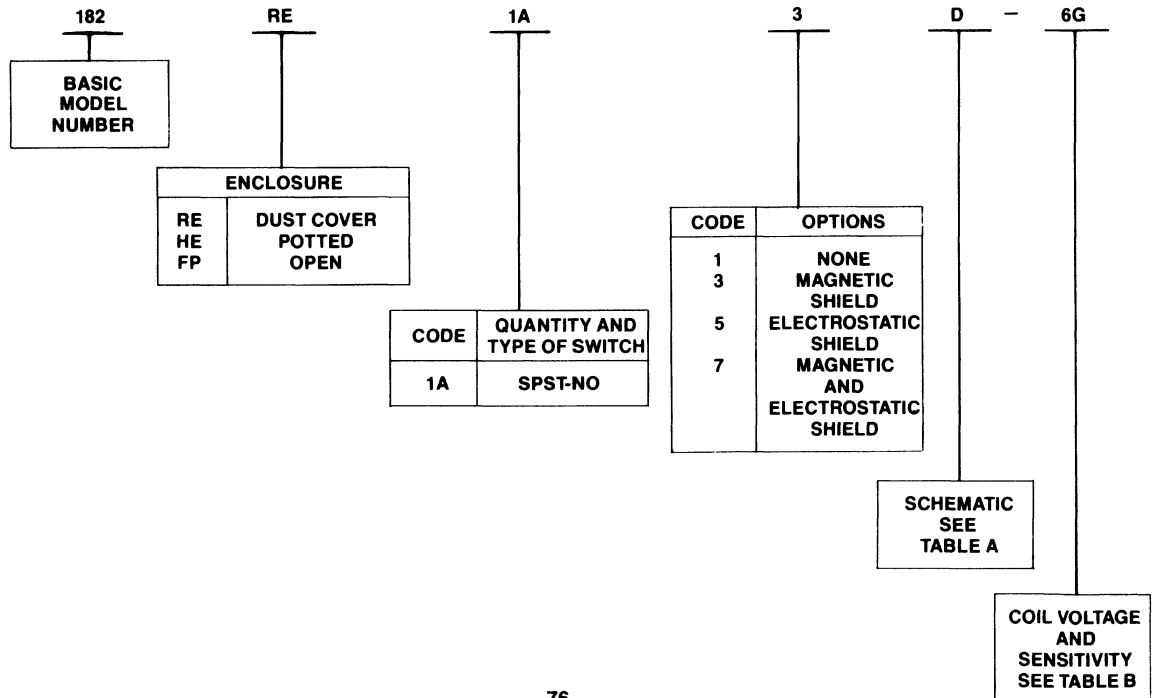 182 RE 1A 3 D – 6G
BASIC
MODEL
NUMBER
ENCLOSURE
RE DUST COVER
HE POTTED
FP OPEN
CODE QUANTITY AND
TYPE OF SWITCH
1A SPST-NO
CODE OPTIONS
1 NONE
3 MAGNETIC
SHIELD
5 ELECTROSTATIC
SHIELD
7 MAGNETIC
AND
ELECTROSTATIC
SHIELD
SCHEMATIC
SEE
TABLE A
COIL VOLTAGE
AND
SENSITIVITY
SEE TABLE B
76